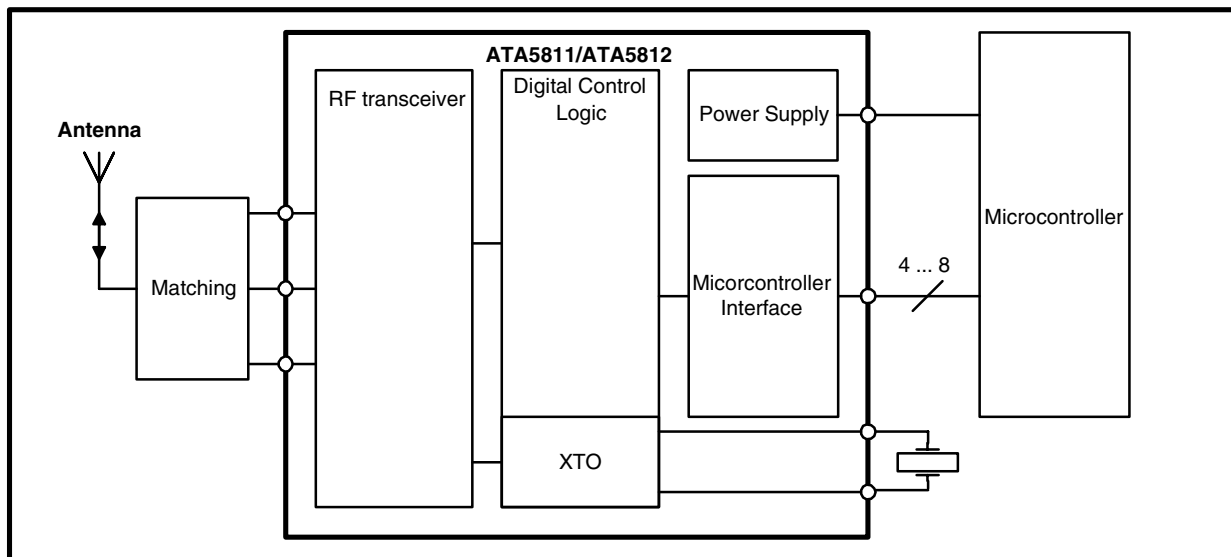 ATA5811/ATA5812
RF transceiver
Digital Control
Logic
Power Supply
Antenna
Matching
Micorcontroller
Interface
4 ... 8
Microcontroller
XTO